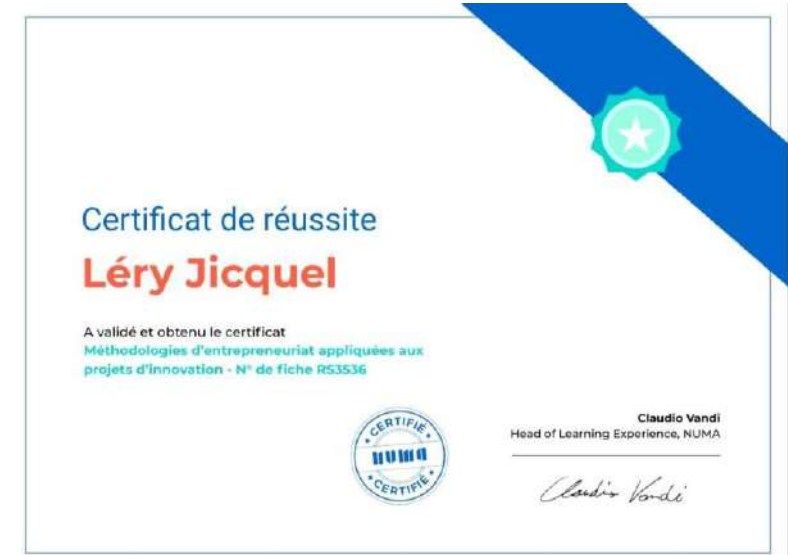 Certificat de réussite
Léry Jicquel
A validé et obtenu le certificat
Méthodologies d'entrepreneuriat appliquées aux
projets d'innovation - N° de fiche RS3536
CERTIFIÉ
NUMA
CERTIFIÉ
Claudio Vandi
Head of Learning Experience, NUMA
Claudio Vandi